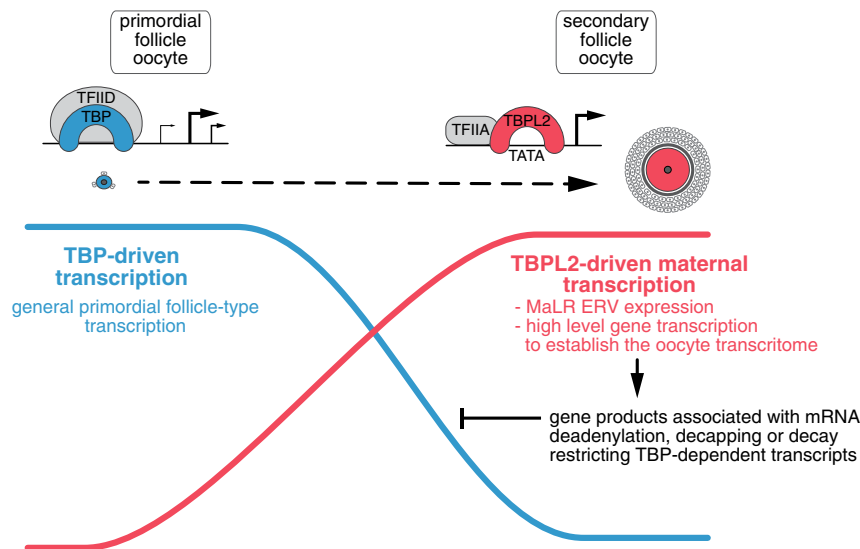 primordial
follicle
oocyte
secondary
follicle
oocyte
TFIID
TBP
TFIIA
TBPL2
TATA
TBP-driven
transcription
general primordial follicle-type
transcription
TBPL2-driven maternal
transcription
- MaLR ERV expression
- high level gene transcription
to establish the oocyte transcritome
gene products associated with mRNA
deadenylation, decapping or decay
restricting TBP-dependent transcripts